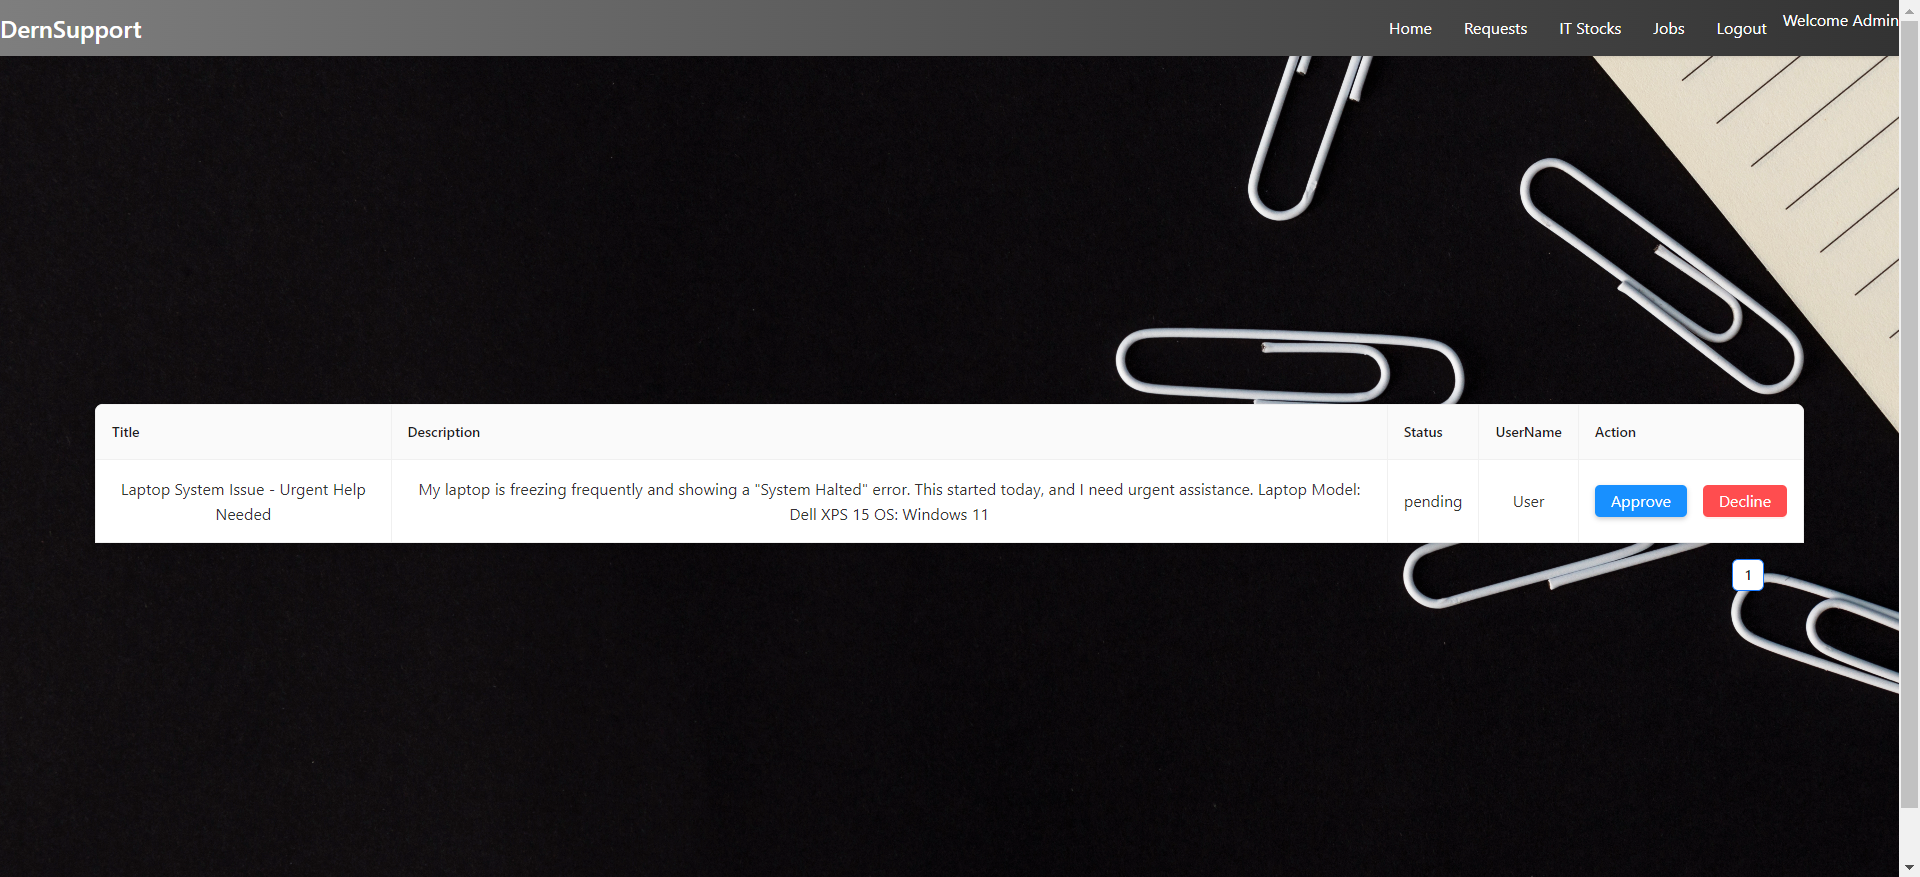 DernSupport
Home Requests IT Stocks Jobs Logout Welcome Admin
Title Description Status UserName Action
Laptop System Issue - Urgent Help
Needed
My laptop is freezing frequently and showing a "System Halted" error. This started today, and I need urgent assistance. Laptop Model:
Dell XPS 15 OS: Windows 11
pending
User
Approve Decline
1